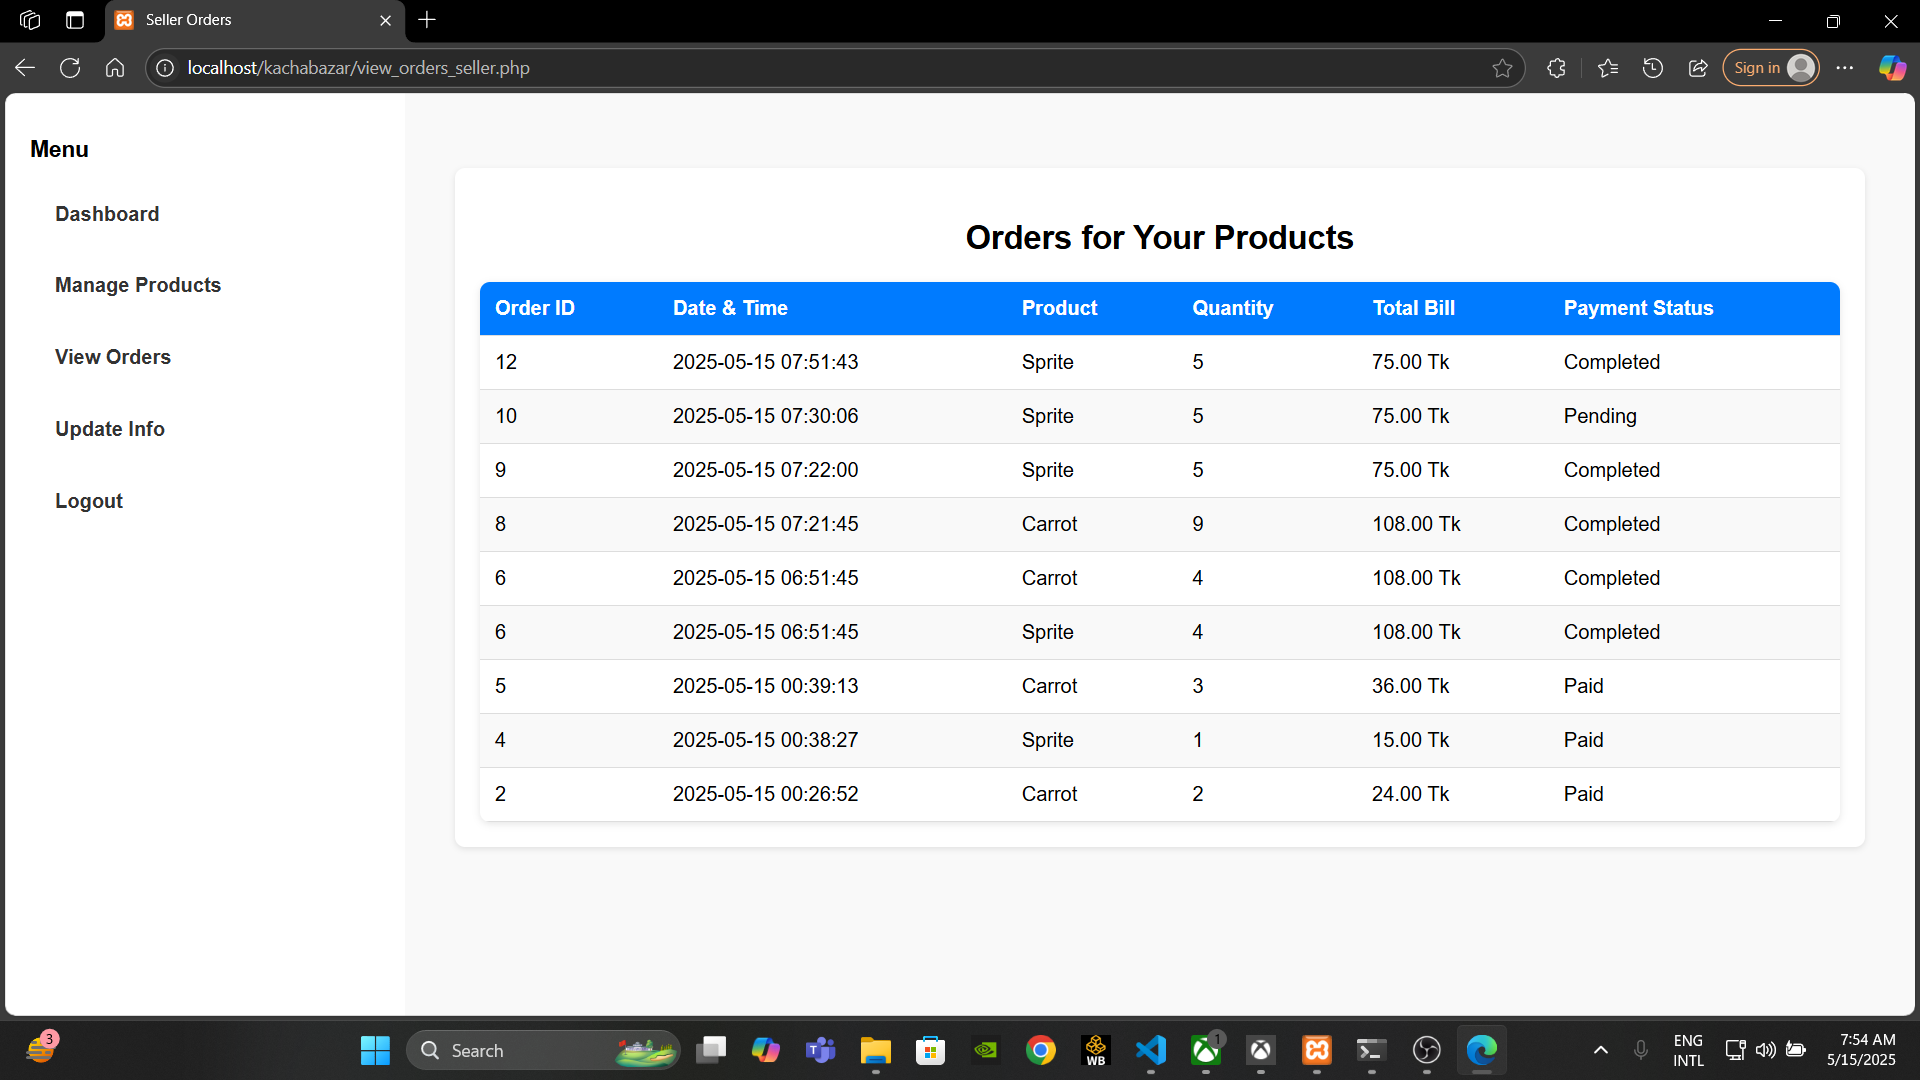 Seller Orders
localhost/kachabazar/view_orders_seller.php
Sign in
Menu
Dashboard
Manage Products
View Orders
Update Info
Logout
Orders for Your Products
Order ID Date & Time Product Quantity Total Bill Payment Status
12 2025-05-15 07:51:43 Sprite 5 75.00 Tk Completed
10 2025-05-15 07:30:06 Sprite 5 75.00 Tk Pending
9 2025-05-15 07:22:00 Sprite 5 75.00 Tk Completed
8 2025-05-15 07:21:45 Carrot 9 108.00 Tk Completed
6 2025-05-15 06:51:45 Carrot 4 108.00 Tk Completed
6 2025-05-15 06:51:45 Sprite 4 108.00 Tk Completed
5 2025-05-15 00:39:13 Carrot 3 36.00 Tk Paid
4 2025-05-15 00:38:27 Sprite 1 15.00 Tk Paid
2 2025-05-15 00:26:52 Carrot 2 24.00 Tk Paid
3
Search
WB
1
ENG
INTL
7:54 AM
5/15/2025